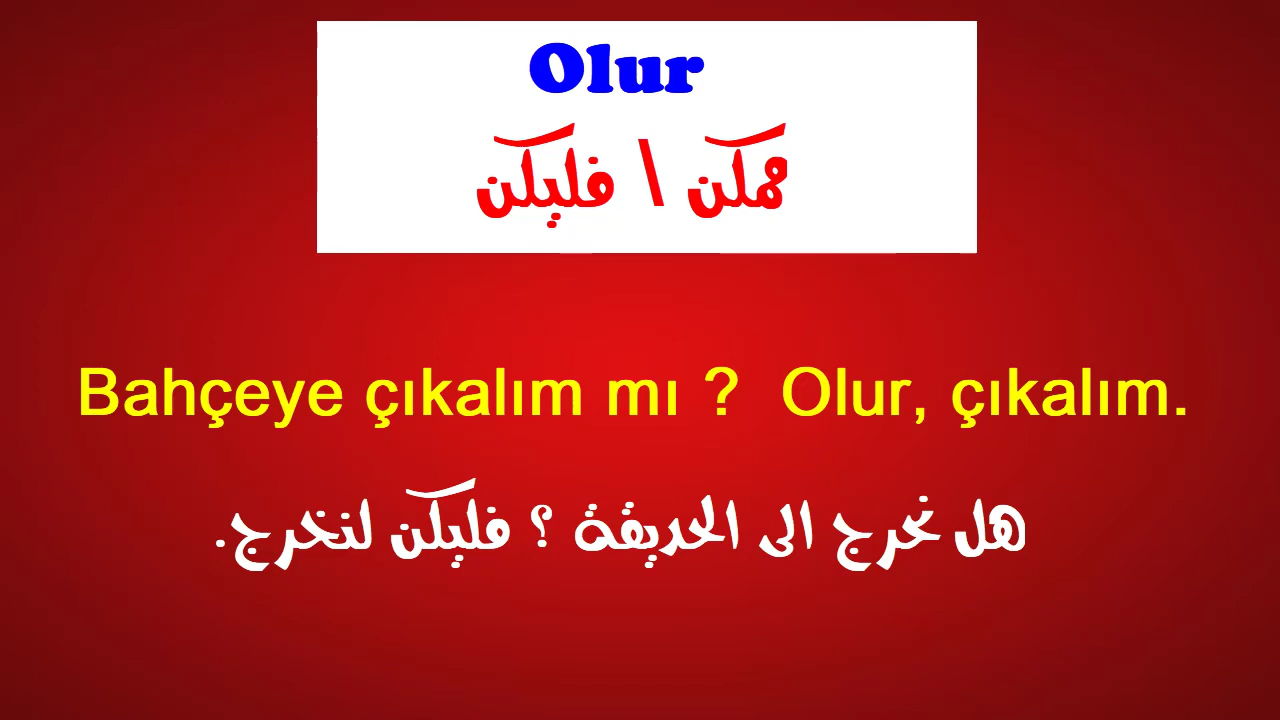 Olur
ممكن \ فليكن
Bahçeye çıkalım mı ? Olur, çıkalım.
هل نخرج الى الحديقة ؟ فليكن لنخرج.